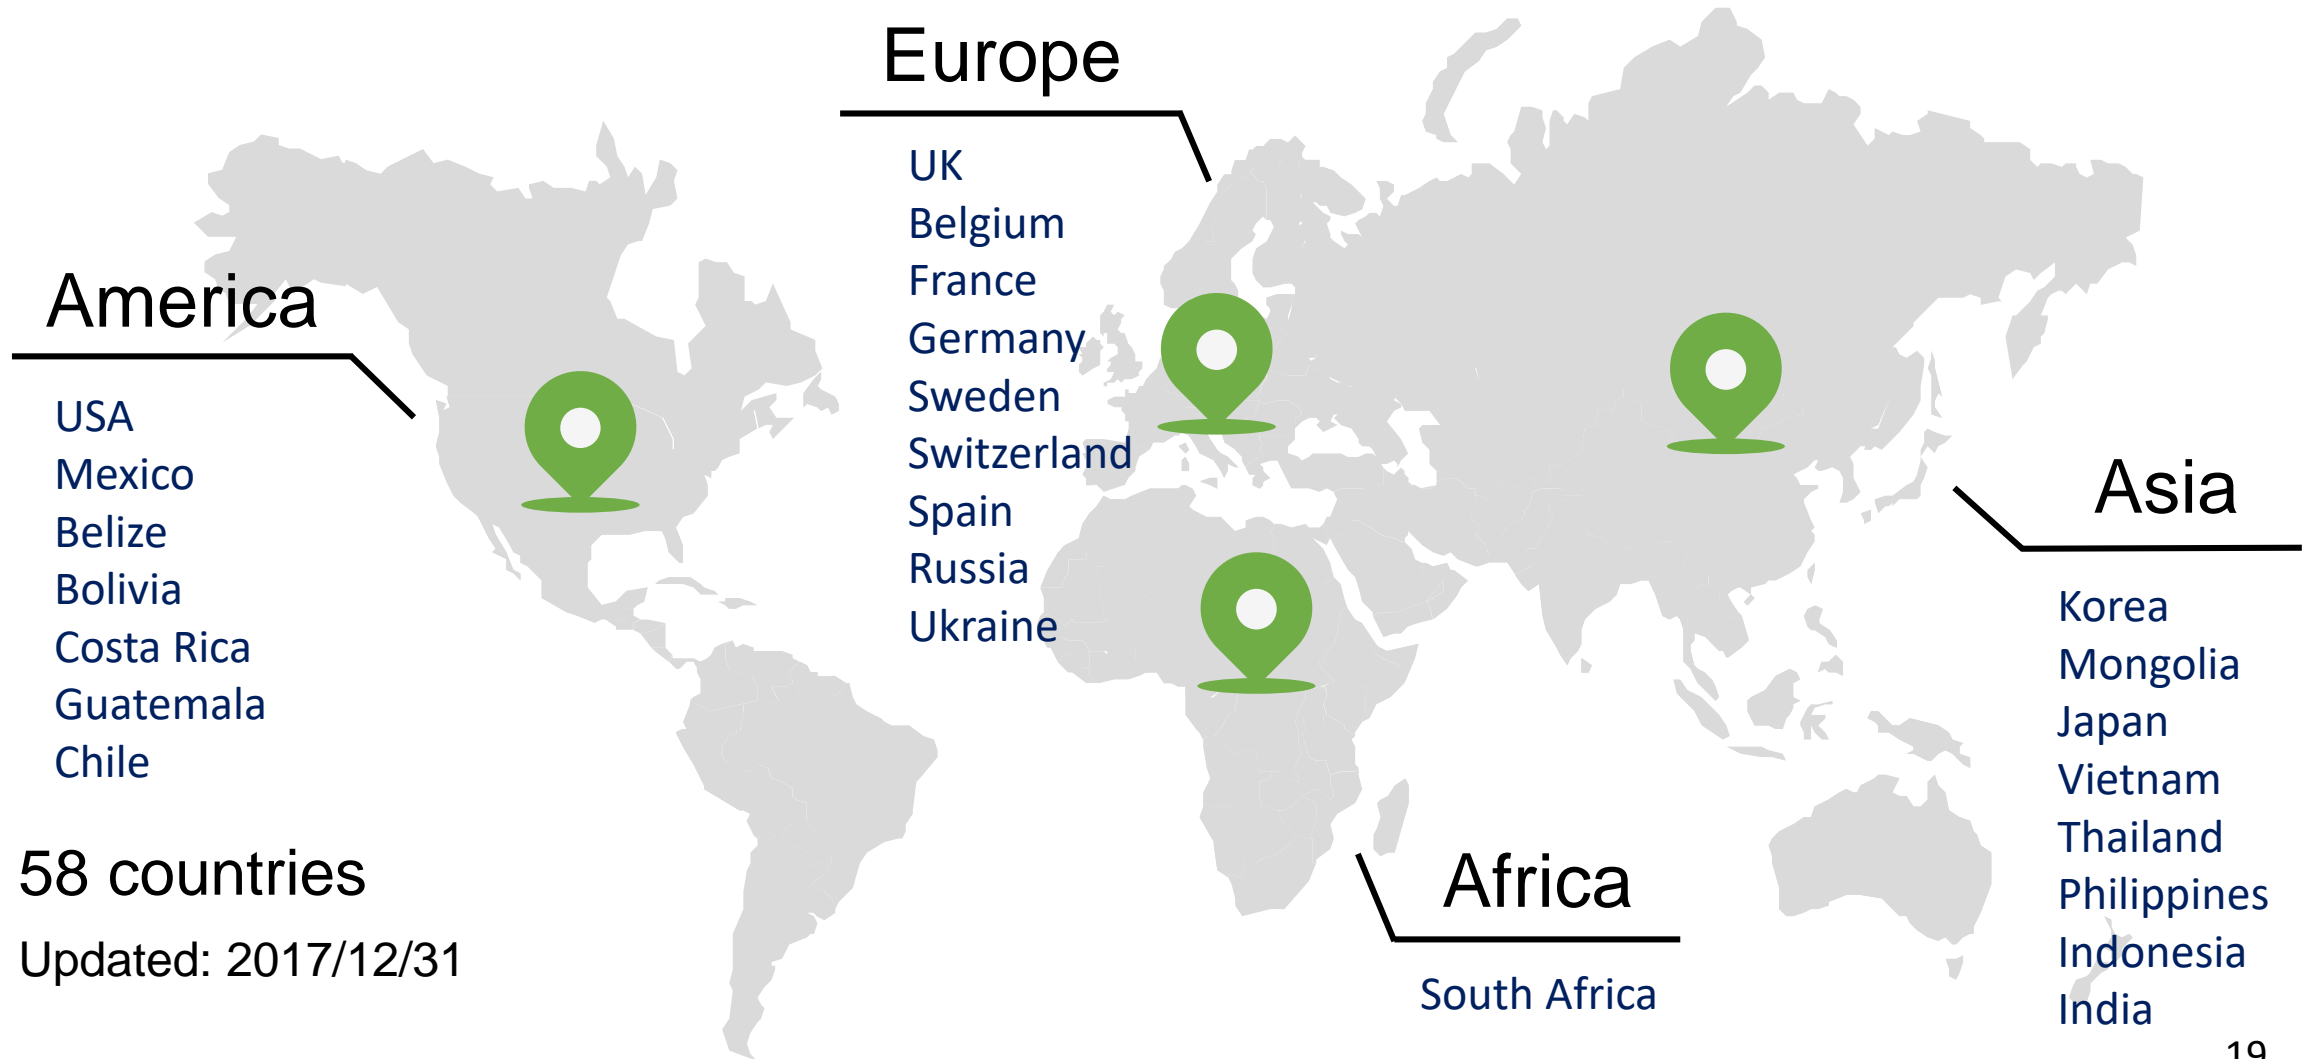 Europe
UK
Belgium
France
Germany
Sweden
Switzerland
Spain
Russia
Ukraine
America
USA
Mexico
Belize
Bolivia
Costa Rica
Guatemala
Chile
58 countries
Updated: 2017/12/31
Asia
Korea
Mongolia
Japan
Vietnam
Thailand
Philippines
Indonesia
India
Africa
South Africa
19